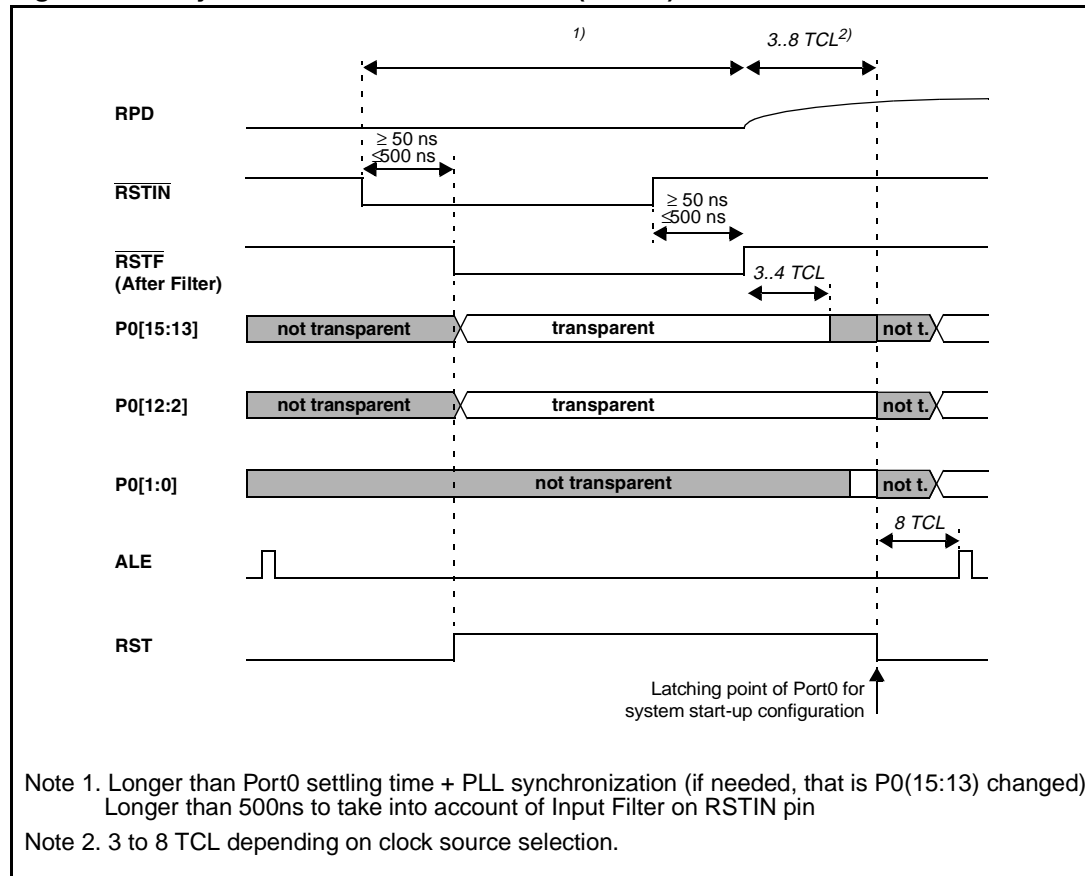 1)
3..8 TCL2)
RPD
≥ 50 ns
≤500 ns
RSTIN
≥ 50 ns
≤500 ns
RSTF
(After Filter)
3..4 TCL
P0[15:13]
not transparent
transparent
not t.
P0[12:2]
not transparent
transparent
not t.
P0[1:0]
not transparent
not t.
8 TCL
ALE
RST
Latching point of Port0 for
system start-up configuration
Note 1. Longer than Port0 settling time + PLL synchronization (if needed, that is P0(15:13) changed)
Longer than 500ns to take into account of Input Filter on RSTIN pin
Note 2. 3 to 8 TCL depending on clock source selection.